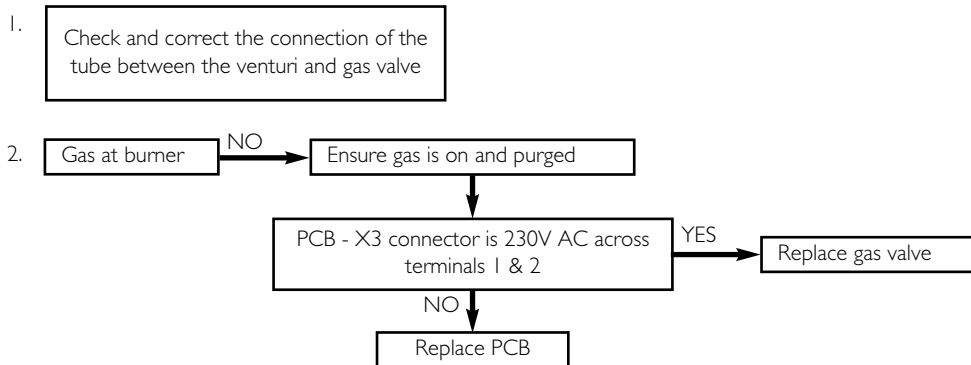 1.
Check and correct the connection of the
tube between the venturi and gas valve
2.
Gas at burner
NO
Ensure gas is on and purged
PCB - X3 connector is 230V AC across
terminals 1 & 2
YES
Replace gas valve
NO
Replace PCB